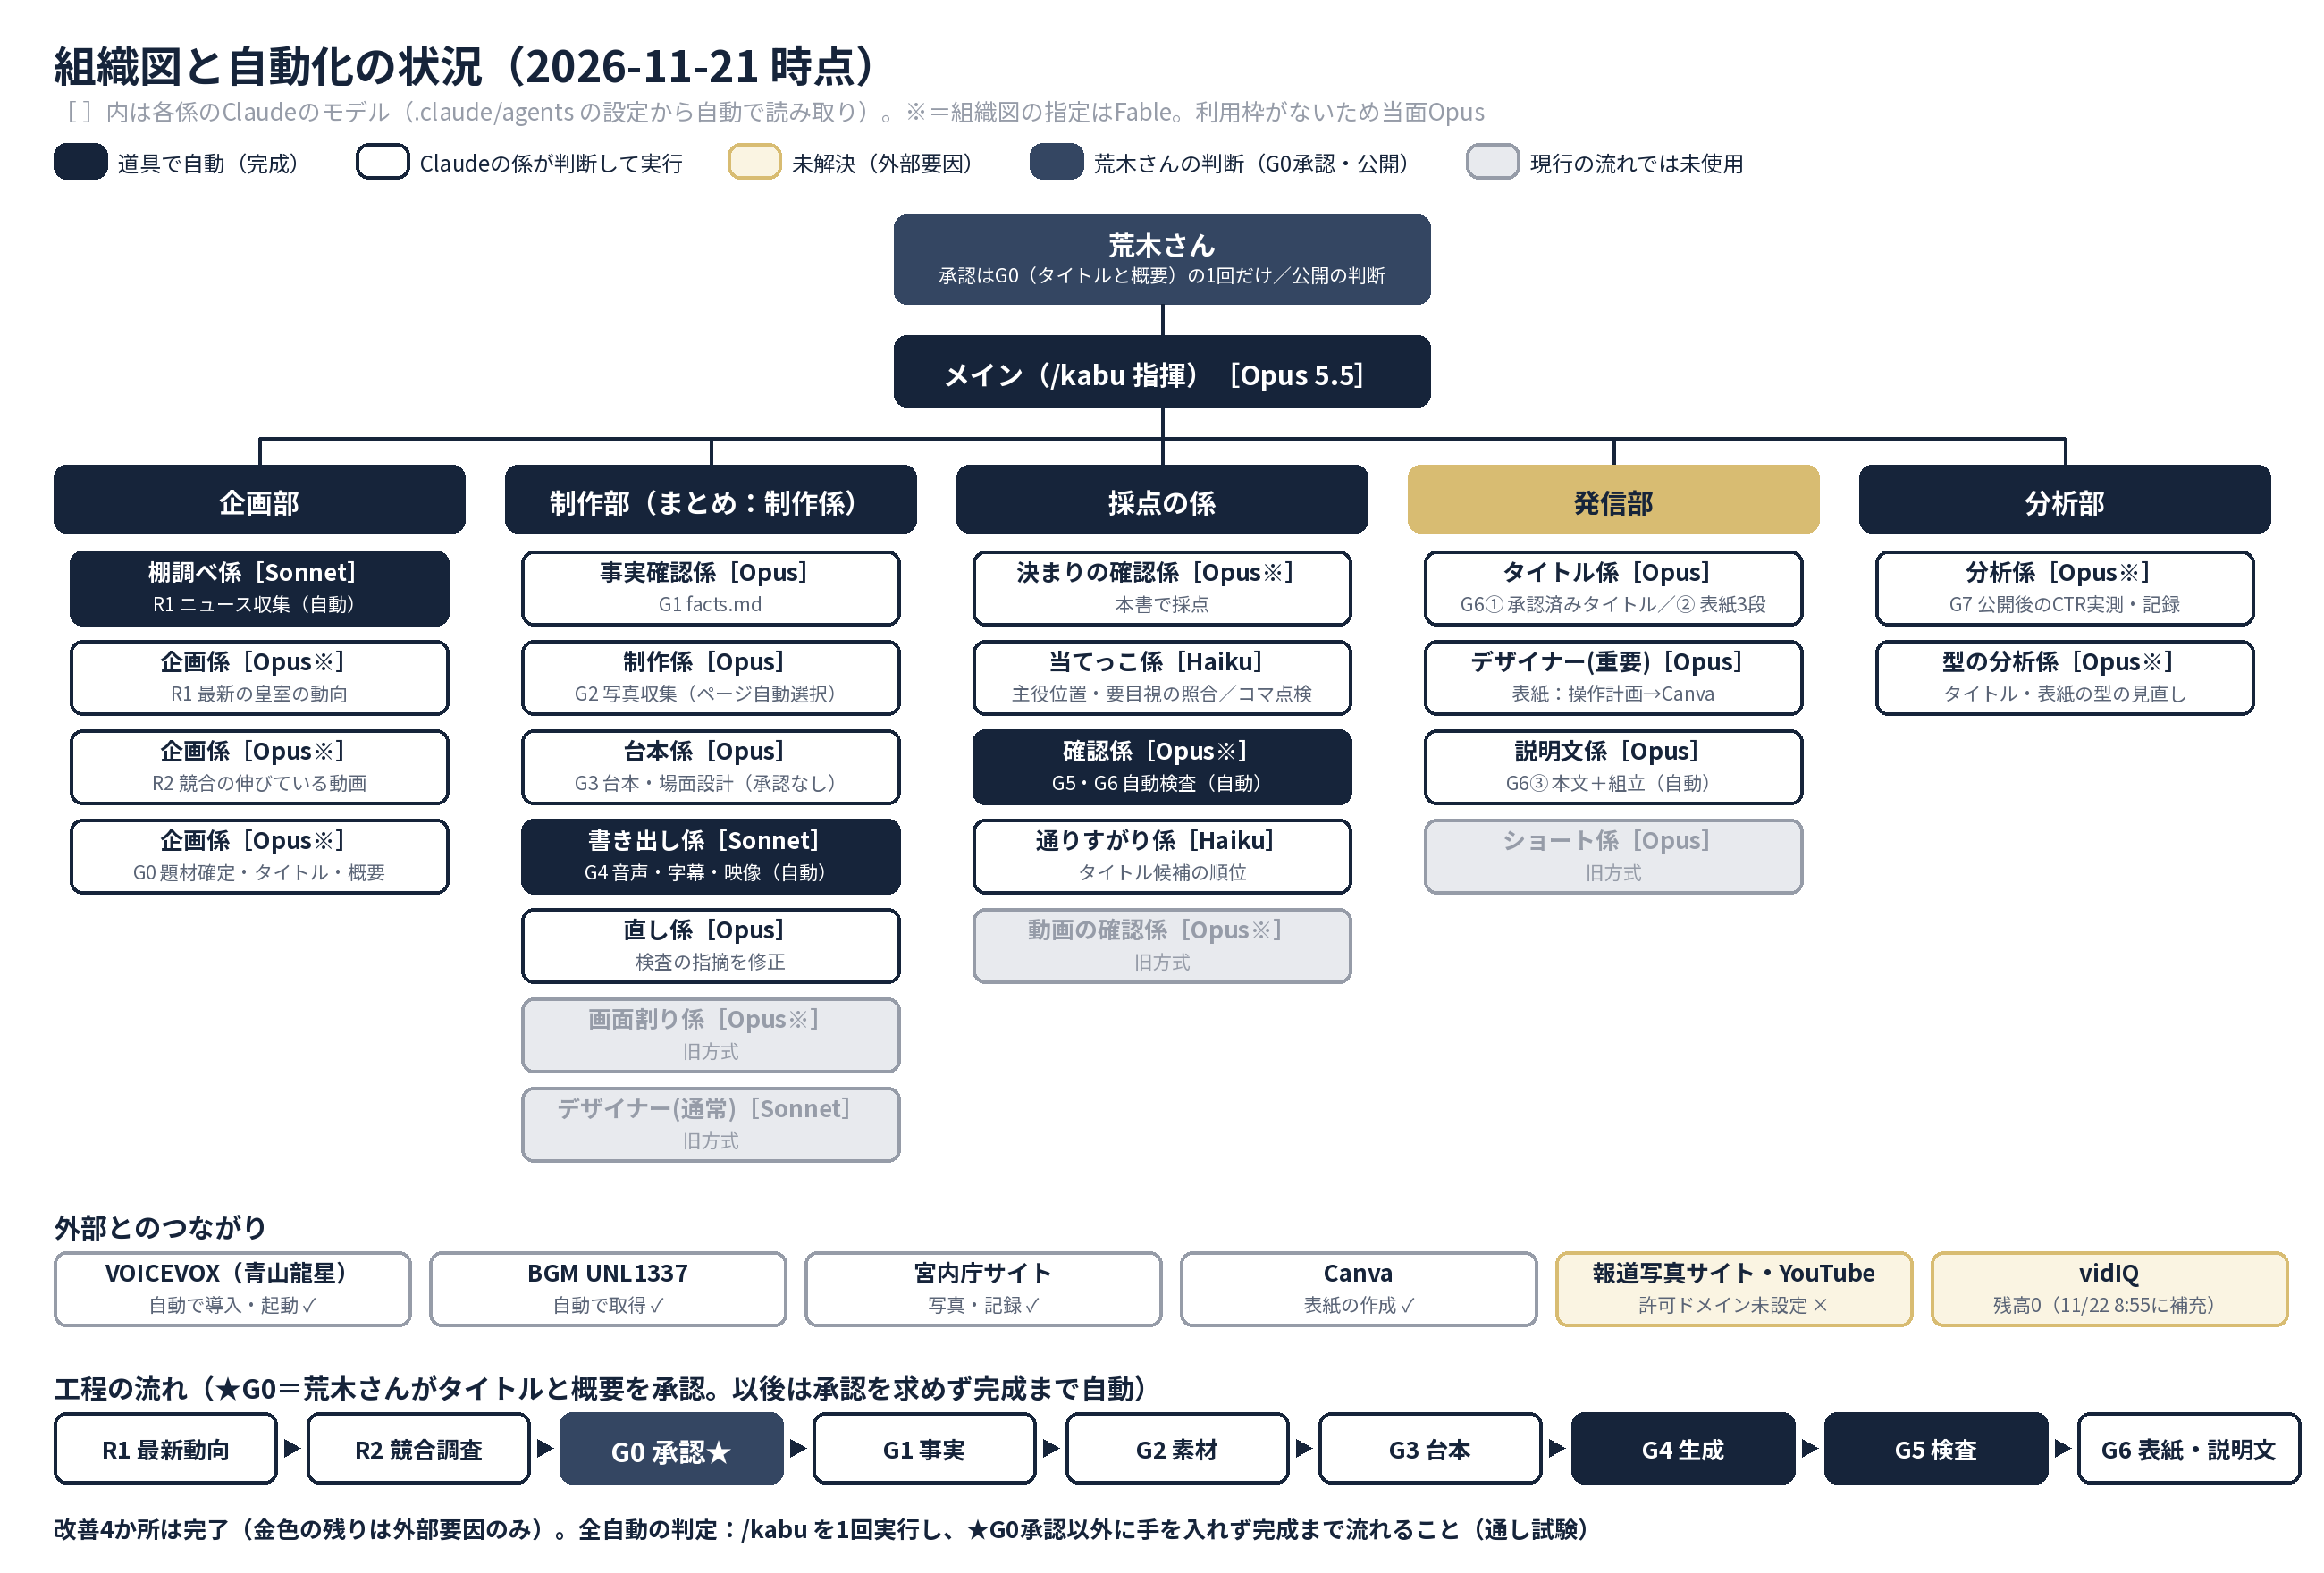 組織図と自動化の状況（2026-11-21 時点）
［ ］内は各係のClaudeのモデル（.claude/agents の設定から自動で読み取り）。※＝組織図の指定はFable。利用枠がないため当面Opus
道具で自動（完成）
Claudeの係が判断して実行
未解決（外部要因）
荒木さんの判断（G0承認・公開）
現行の流れでは未使用
荒木さん
承認はG0（タイトルと概要）の1回だけ／公開の判断
メイン（/kabu 指揮）［Opus 5.5］
企画部
棚調べ係［Sonnet］
R1 ニュース収集（自動）
企画係［Opus※］
R1 最新の皇室の動向
企画係［Opus※］
R2 競合の伸びている動画
企画係［Opus※］
G0 題材確定・タイトル・概要
制作部（まとめ：制作係）
事実確認係［Opus］
G1 facts.md
制作係［Opus］
G2 写真収集（ページ自動選択）
台本係［Opus］
G3 台本・場面設計（承認なし）
書き出し係［Sonnet］
G4 音声・字幕・映像（自動）
直し係［Opus］
検査の指摘を修正
画面割り係［Opus※］
旧方式
デザイナー(通常)［Sonnet］
旧方式
採点の係
決まりの確認係［Opus※］
本書で採点
当てっこ係［Haiku］
主役位置・要目視の照合／コマ点検
確認係［Opus※］
G5・G6 自動検査（自動）
通りすがり係［Haiku］
タイトル候補の順位
動画の確認係［Opus※］
旧方式
発信部
タイトル係［Opus］
G6① 承認済みタイトル／② 表紙3段
デザイナー(重要)［Opus］
表紙：操作計画→Canva
説明文係［Opus］
G6③ 本文＋組立（自動）
ショート係［Opus］
旧方式
分析部
分析係［Opus※］
G7 公開後のCTR実測・記録
型の分析係［Opus※］
タイトル・表紙の型の見直し
外部とのつながり
VOICEVOX（青山龍星）
自動で導入・起動 ✓
BGM UNL1337
自動で取得 ✓
宮内庁サイト
写真・記録 ✓
Canva
表紙の作成 ✓
報道写真サイト・YouTube
許可ドメイン未設定 ×
vidIQ
残高0（11/22 8:55に補充）
工程の流れ（★G0＝荒木さんがタイトルと概要を承認。以後は承認を求めず完成まで自動）
R1 最新動向
R2 競合調査
G0 承認★
G1 事実
G2 素材
G3 台本
G4 生成
G5 検査
G6 表紙・説明文
改善4か所は完了（金色の残りは外部要因のみ）。全自動の判定：/kabu を1回実行し、★G0承認以外に手を入れず完成まで流れること（通し試験）